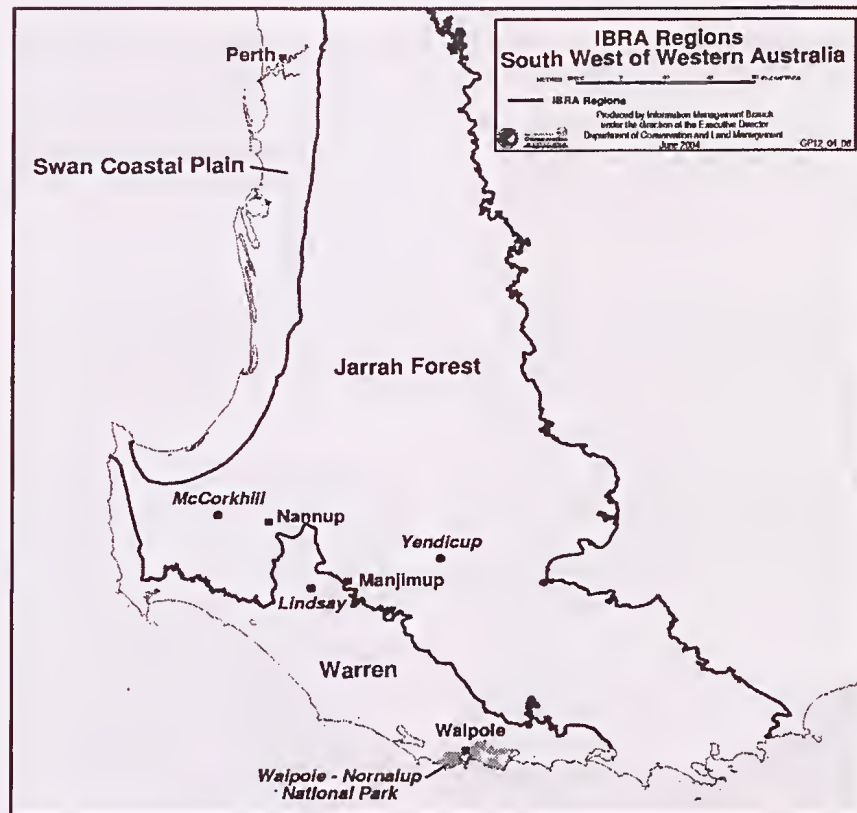 IBRA Regions
South West of Western Australia
IBRA Regions
Produced by Information Management Branch
under the direction of the Executive Director
Department of Conservation and Land Management
June 2004
Perth
Swan Coastal Plain
Jarrah Forest
McCorkhill
Nannup
Yendicup
Manjimup
Lindsay
Warren
Walpole
Walpole - Nornalup
National Park